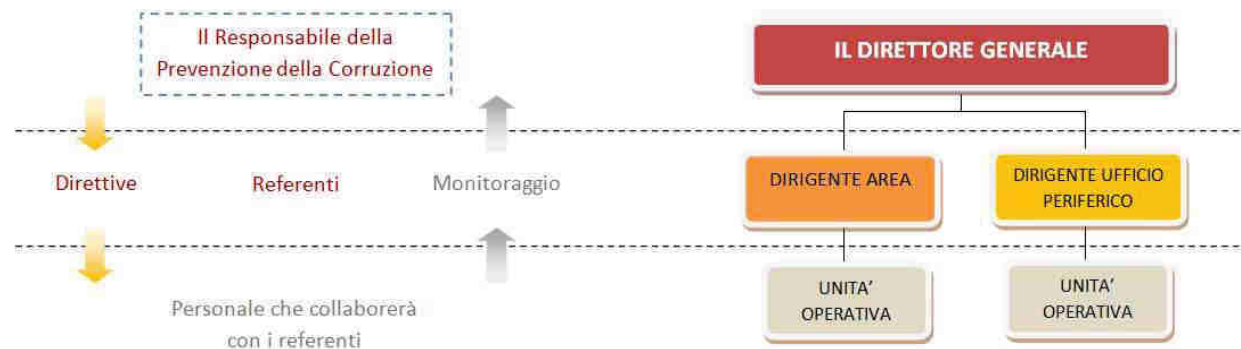 Il Responsabile della
Prevenzione della Corruzione
IL DIRETTORE GENERALE
Direttive
Referenti
Monitoraggio
DIRIGENTE AREA
DIRIGENTE UFFICIO
PERIFERICO
Personale che collaborerà
con i referenti
UNITA'
OPERATIVA
UNITA'
OPERATIVA